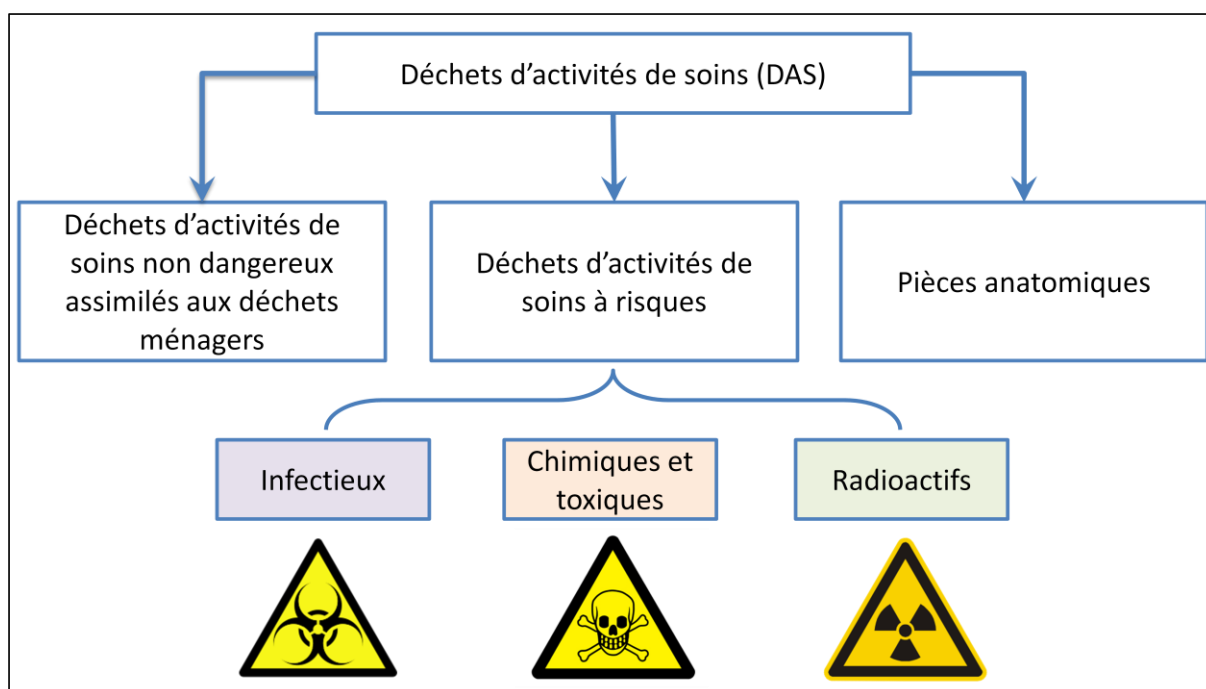 Déchets d’activités de soins (DAS)
Déchets d’activités de
soins non dangereux
assimilés aux déchets
ménagers
Déchets d’activités de
soins à risques
Pièces anatomiques
Infectieux
Chimiques et
toxiques
Radioactifs